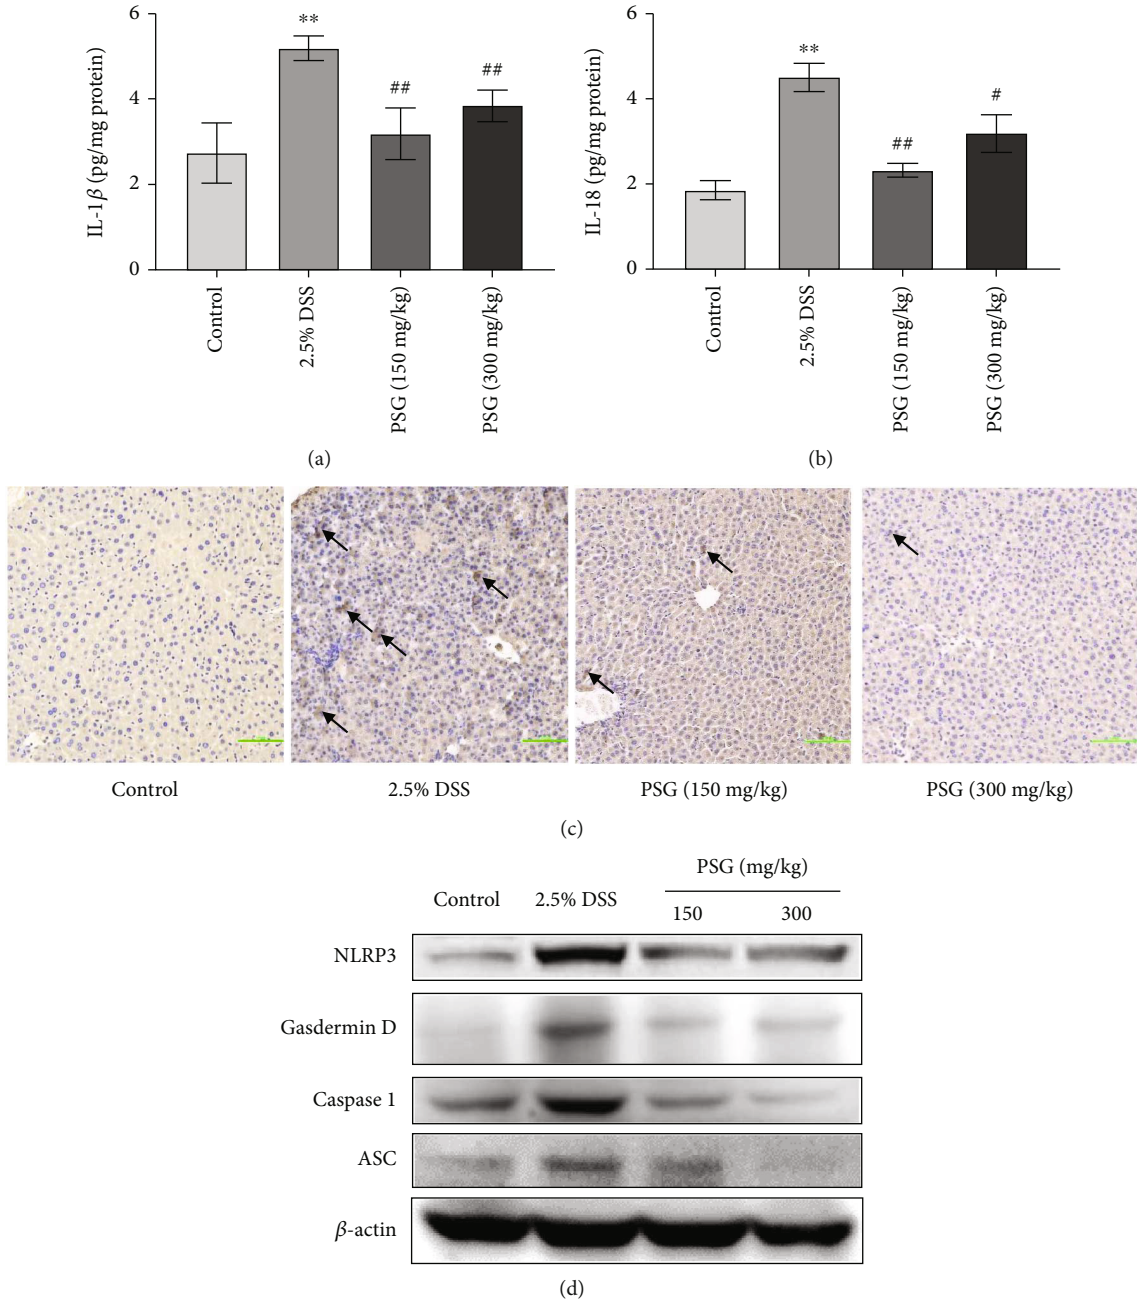 6
4
2
0
IL-1β (pg/mg protein)
**
##
##
Control
2.5% DSS
PSG (150 mg/kg)
PSG (300 mg/kg)
(a)
6
4
2
0
IL-18 (pg/mg protein)
**
##
#
Control
2.5% DSS
PSG (150 mg/kg)
PSG (300 mg/kg)
(b)
Control
2.5% DSS
PSG (150 mg/kg)
PSG (300 mg/kg)
(c)
PSG (mg/kg)
Control
2.5% DSS
150
300
NLRP3
Gasdermin D
Caspase 1
ASC
β-actin
(d)